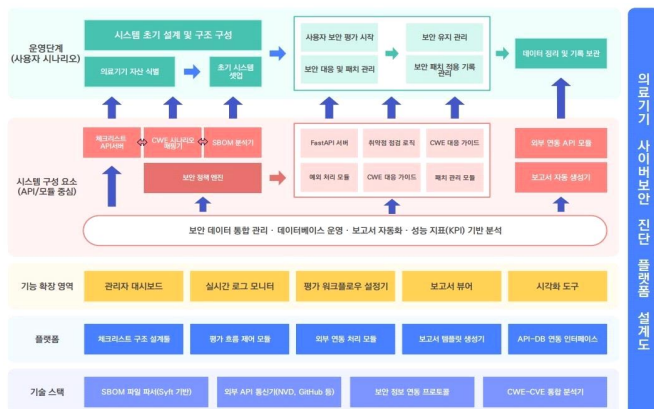 운영단계
(사용자 시나리오)
시스템 초기 설계 및 구조 구성
의료기기 자산 식별
초기 시스템
셋업
사용자 보안 평가 시작
보안 유지 관리
보안 대응 및 패치 관리
보안 패치 적용 기록
관리
데이터 정리 및 기록 보관
시스템 구성 요소
(API/모듈 중심)
체크리스트
API서버
CWE 시나리오
매핑기
SBOM 분석기
보안 정책 엔진
FastAPI 서버
취약점 점검 로직
CWE 대응 가이드
예외 처리 모듈
CWE 대응 가이드
패치 관리 모듈
외부 연동 API 모듈
보고서 자동 생성기
보안 데이터 통합 관리 · 데이터베이스 운영 · 보고서 자동화 · 성능 지표(KPI) 기반 분석
기능 확장 영역
관리자 대시보드
실시간 로그 모니터
평가 워크플로우 설정기
보고서 뷰어
시각화 도구
플랫폼
체크리스트 구조 설계툴
평가 흐름 제어 모듈
외부 연동 처리 모듈
보고서 템플릿 생성기
API-DB 연동 인터페이스
기술 스택
SBOM 파일 파서(Syft 기반)
외부 API 통신기(NVD, GitHub 등)
보안 정보 연동 프로토콜
CWE-CVE 통합 분석기
의료기기 사이버보안 진단 플랫폼 설계도